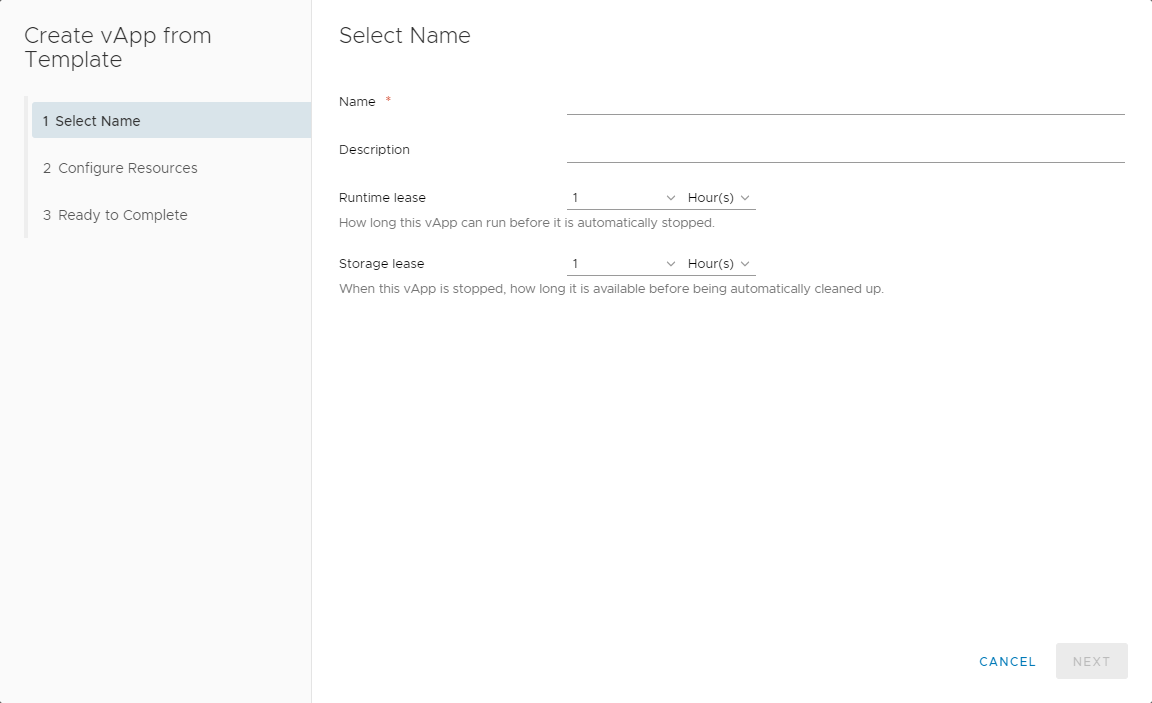 Create vApp from
Template
1 Select Name
2 Configure Resources
3 Ready to Complete
Select Name
Name *
Description
Runtime lease 1 Hour(s)
How long this vApp can run before it is automatically stopped.
Storage lease 1 Hour(s)
When this vApp is stopped, how long it is available before being automatically cleaned up.
CANCEL NEXT